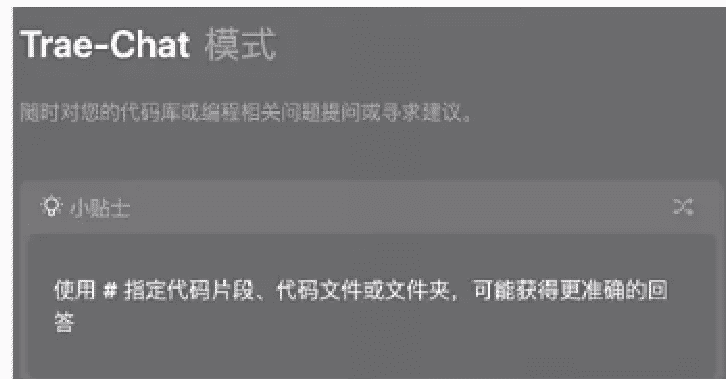 Trae-Chat 模式
随时对您的代码库或编程相关问题提问或寻求建议。
小贴士
使用 # 指定代码片段、代码文件或文件夹，可能获得更准确的回
答